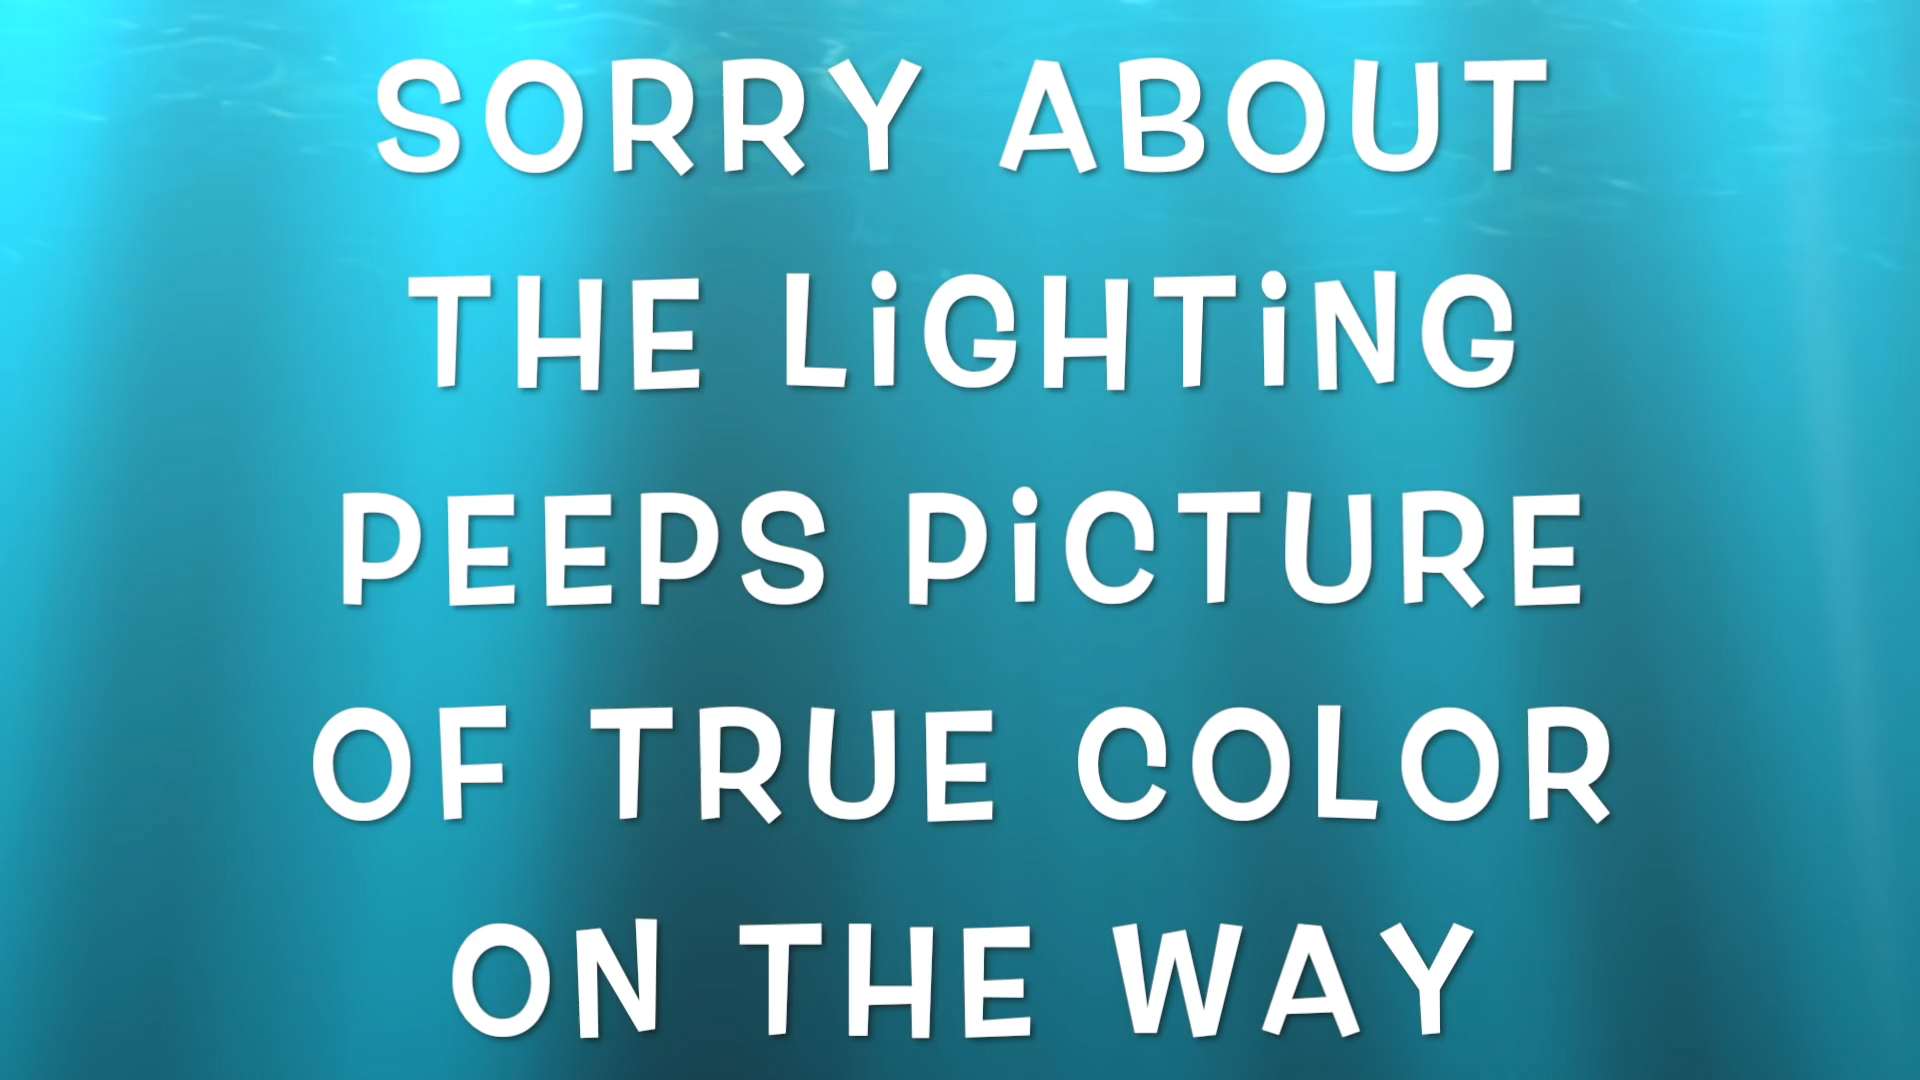 SORRY ABOUT
THE LiGHTiNG
PEEPS PiCTURE
OF TRUE COLOR
ON THE WAY